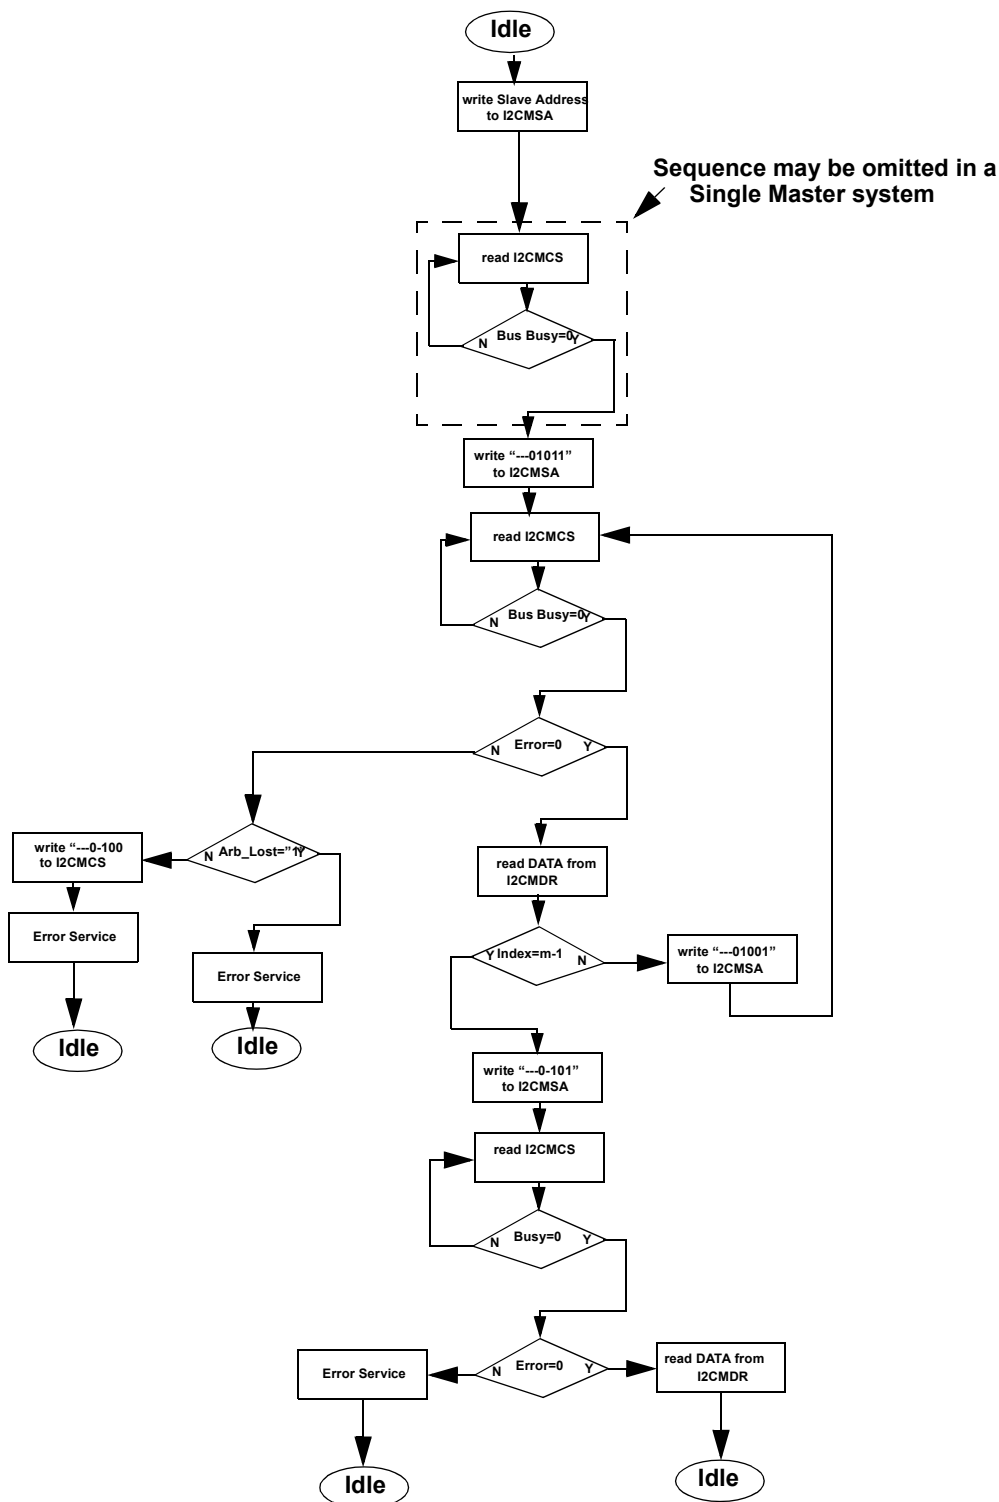 Idle
write Slave Address
to I2CMSA
Sequence may be omitted in a
Single Master system
read I2CMCS
Bus Busy=0
N
Y
write “---01011”
to I2CMSA
read I2CMCS
Bus Busy=0
N
Y
Error=0
N
Y
write “---0-100
to I2CMCS
N
Arb_Lost=”1
Y
read DATA from
I2CMDR
Error Service
Error Service
Y
Index=m-1
N
write “---01001”
to I2CMSA
Idle
Idle
write “---0-101”
to I2CMSA
read I2CMCS
Busy=0
N
Y
Error Service
Error=0
N
Y
read DATA from
I2CMDR
Idle
Idle